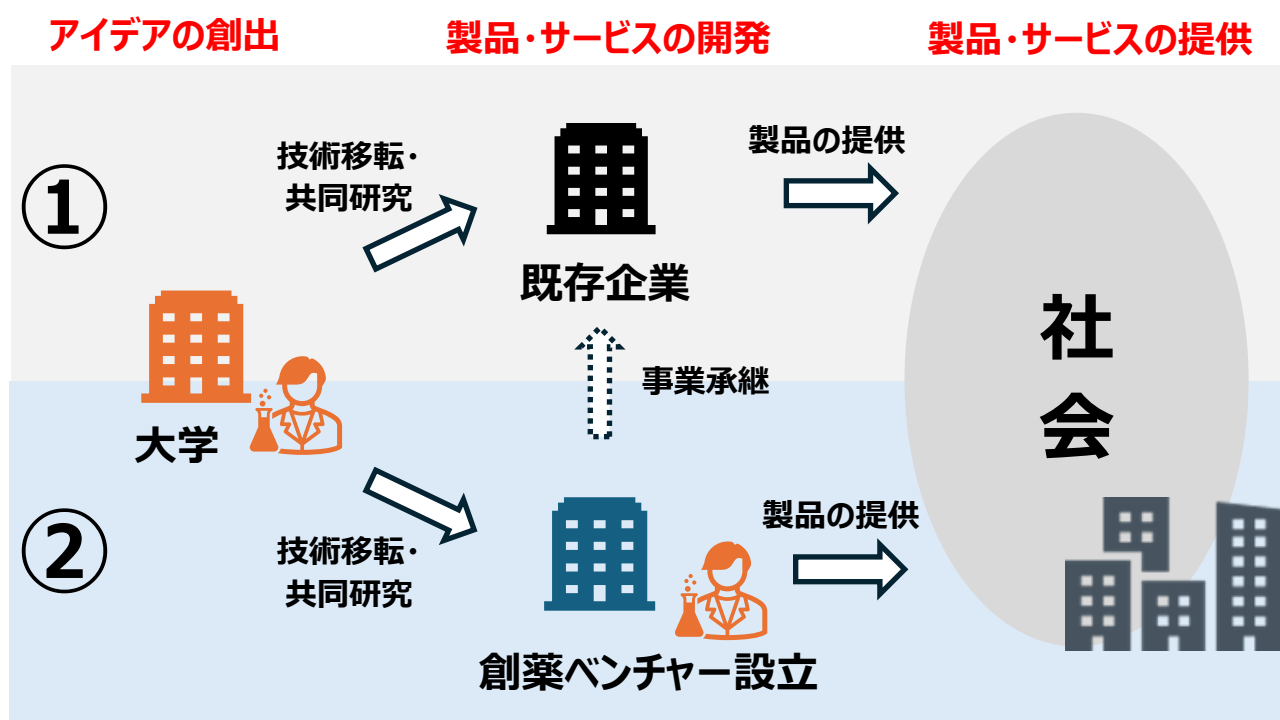 アイデアの創出
製品・サービスの開発
製品・サービスの提供
①
技術移転・
共同研究
既存企業
製品の提供
大学
事業承継
社
会
②
技術移転・
共同研究
創薬ベンチャー設立
製品の提供